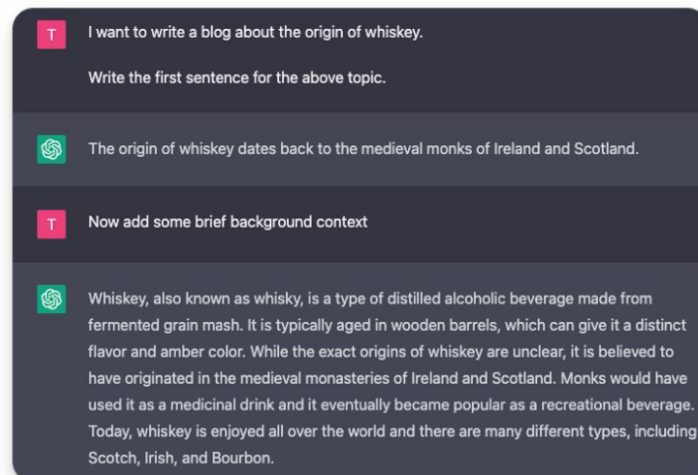 T
I want to write a blog about the origin of whiskey.
Write the first sentence for the above topic.
The origin of whiskey dates back to the medieval monks of Ireland and Scotland.
T
Now add some brief background context
Whiskey, also known as whisky, is a type of distilled alcoholic beverage made from
fermented grain mash. It is typically aged in wooden barrels, which can give it a distinct
flavor and amber color. While the exact origins of whiskey are unclear, it is believed to
have originated in the medieval monasteries of Ireland and Scotland. Monks would have
used it as a medicinal drink and it eventually became popular as a recreational beverage.
Today, whiskey is enjoyed all over the world and there are many different types, including
Scotch, Irish, and Bourbon.